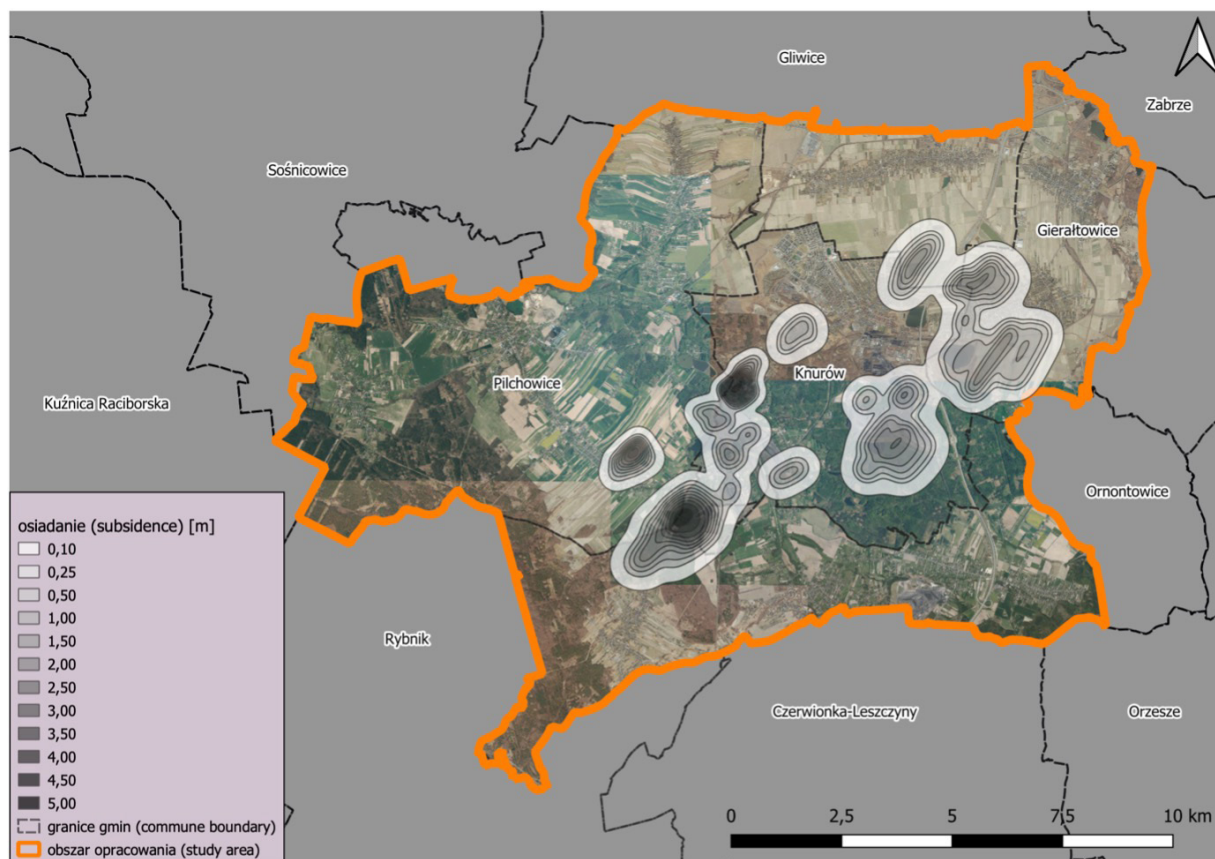 Gliwice
Zabrze
Sośnicowice
Gierałtowice
Kuźnica Raciborska
Pilchowice
Knurów
Ornontowice
Rybnik
Czerwionka-Leszczyny
Orzesze
osiadanie (subsidence) [m]
0,10
0,25
0,50
1,00
1,50
2,00
2,50
3,00
3,50
4,00
4,50
5,00
granice gmin (commune boundary)
obszar opracowania (study area)
0 2,5 5 7,5 10 km